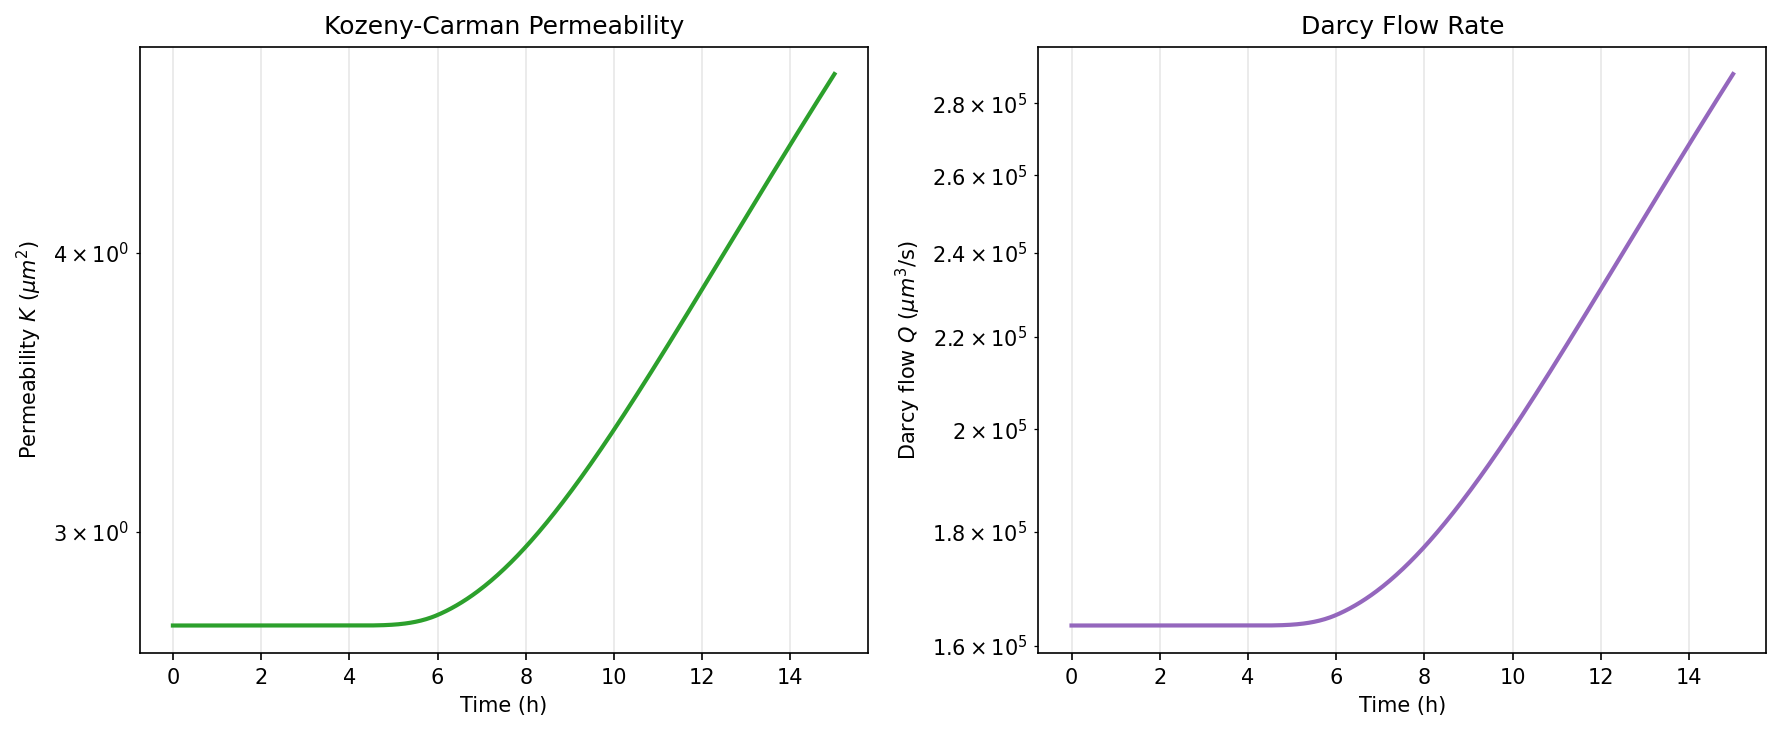 Kozeny-Carman Permeability
Permeability K (μm²)
4 × 10⁰
3 × 10⁰
0 2 4 6 8 10 12 14
Time (h)
Darcy Flow Rate
Darcy flow Q (μm³/s)
2.8 × 10⁵
2.6 × 10⁵
2.4 × 10⁵
2.2 × 10⁵
2 × 10⁵
1.8 × 10⁵
1.6 × 10⁵
0 2 4 6 8 10 12 14
Time (h)